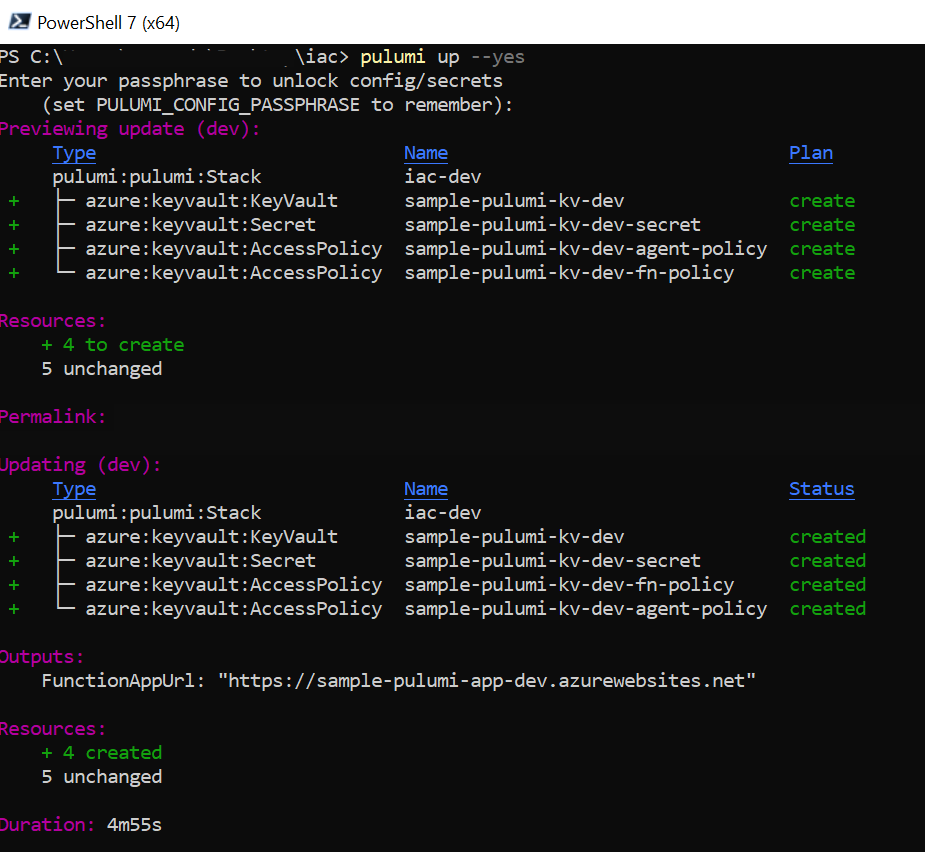 PowerShell 7 (x64)
PS C:\ \iac> pulumi up --yes
Enter your passphrase to unlock config/secrets
    (set PULUMI_CONFIG_PASSPHRASE to remember):
Previewing update (dev):
     Type                             Name                               Plan
     pulumi:pulumi:Stack              iac-dev
 +   ├─ azure:keyvault:KeyVault       sample-pulumi-kv-dev               create
 +   ├─ azure:keyvault:Secret         sample-pulumi-kv-dev-secret        create
 +   ├─ azure:keyvault:AccessPolicy   sample-pulumi-kv-dev-agent-policy  create
 +   └─ azure:keyvault:AccessPolicy   sample-pulumi-kv-dev-fn-policy     create
Resources:
    + 4 to create
    5 unchanged
Permalink:
Updating (dev):
     Type                             Name                               Status
     pulumi:pulumi:Stack              iac-dev
 +   ├─ azure:keyvault:KeyVault       sample-pulumi-kv-dev               created
 +   ├─ azure:keyvault:Secret         sample-pulumi-kv-dev-secret        created
 +   ├─ azure:keyvault:AccessPolicy   sample-pulumi-kv-dev-fn-policy     created
 +   └─ azure:keyvault:AccessPolicy   sample-pulumi-kv-dev-agent-policy  created
Outputs:
    FunctionAppUrl: "https://sample-pulumi-app-dev.azurewebsites.net"
Resources:
    + 4 created
    5 unchanged
Duration: 4m55s